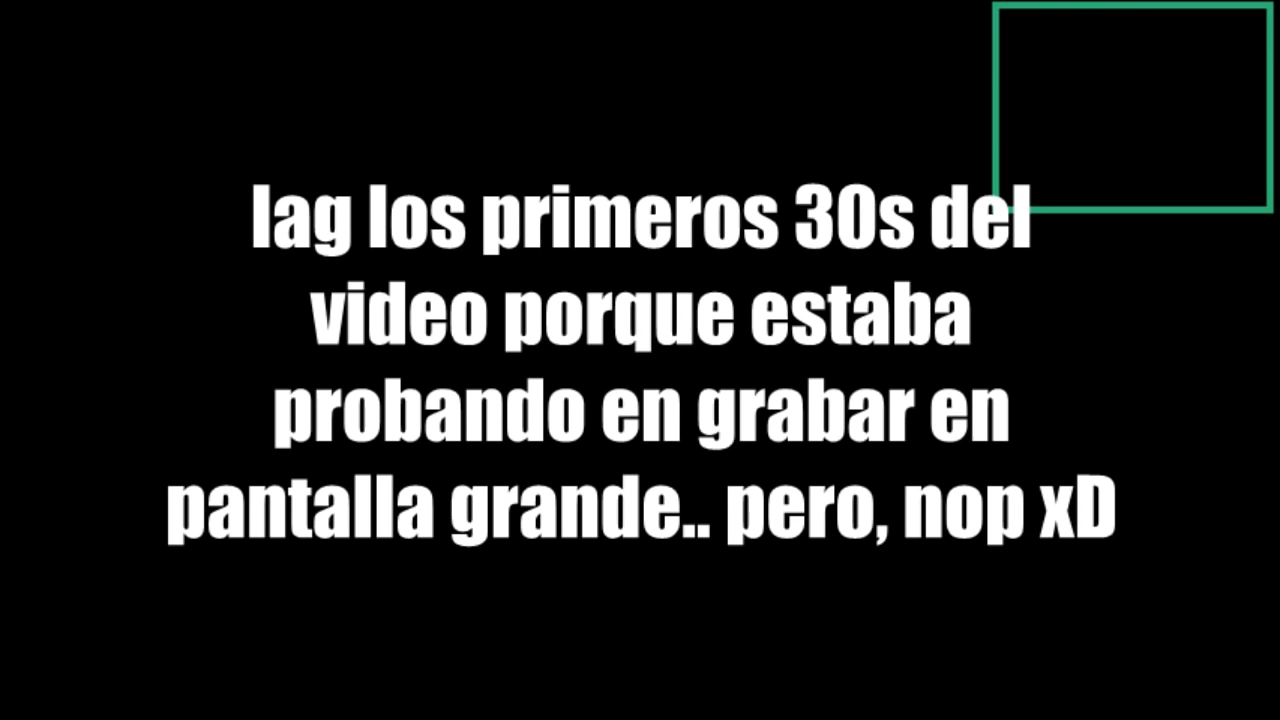 lag los primeros 30s del
video porque estaba
probando en grabar en
pantalla grande.. pero, nop xD